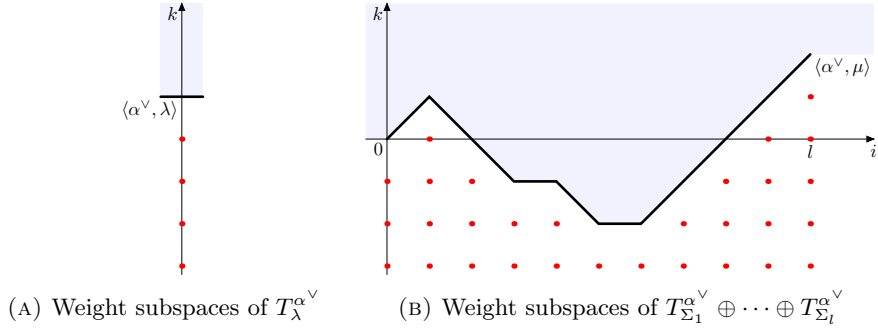 k
⟨α^∨, λ⟩
k
⟨α^∨, μ⟩
0
l
i
(A) Weight subspaces of T_λ^{α^∨}
(B) Weight subspaces of T_{Σ_1}^{α^∨} ⊕ ··· ⊕ T_{Σ_l}^{α^∨}